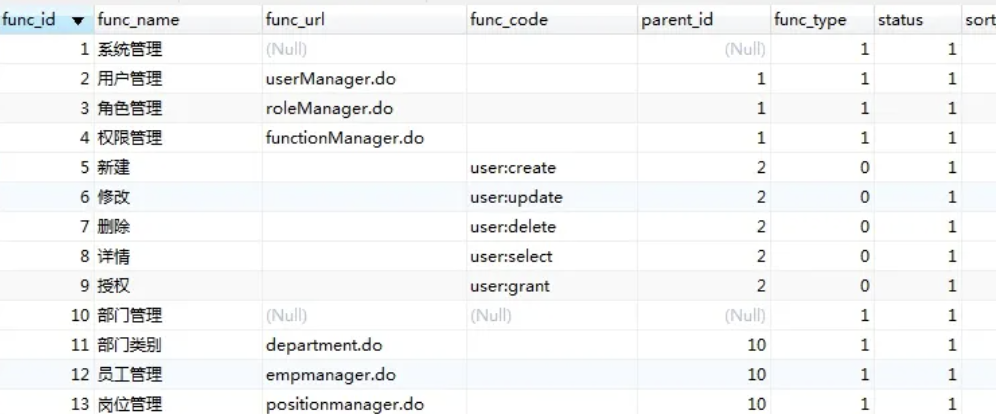 func_id func_name func_url func_code parent_id func_type status sort
1 系统管理 (Null) (Null) 1 1
2 用户管理 userManager.do 1 1 1
3 角色管理 roleManager.do 1 1 1
4 权限管理 functionManager.do 1 1 1
5 新建 user:create 2 0 1
6 修改 user:update 2 0 1
7 删除 user:delete 2 0 1
8 详情 user:select 2 0 1
9 授权 user:grant 2 0 1
10 部门管理 (Null) (Null) (Null) 1 1
11 部门类别 department.do 10 1 1
12 员工管理 empmanager.do 10 1 1
13 岗位管理 positionmanager.do 10 1 1